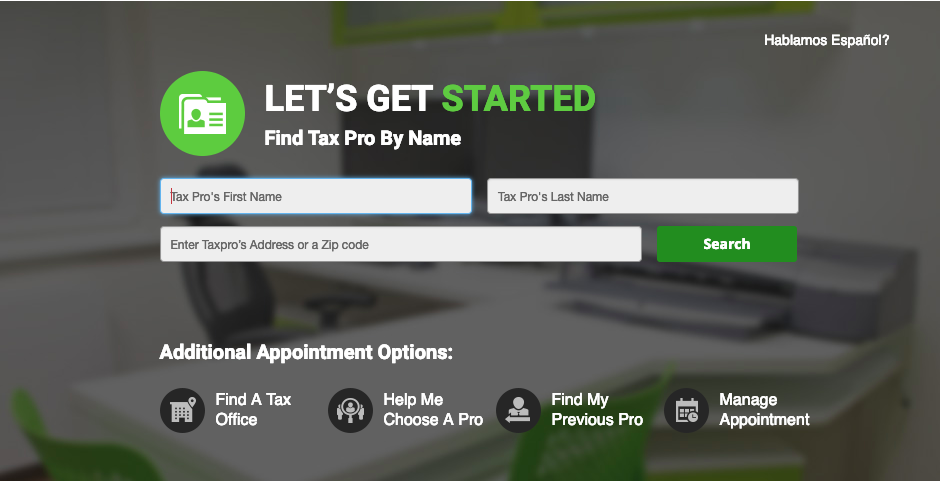 Hablamos Español?
LET'S GET STARTED
Find Tax Pro By Name
Tax Pro's First Name
Tax Pro's Last Name
Enter Taxpro's Address or a Zip code
Search
Additional Appointment Options:
Find A Tax
Office
Help Me
Choose A Pro
Find My
Previous Pro
Manage
Appointment